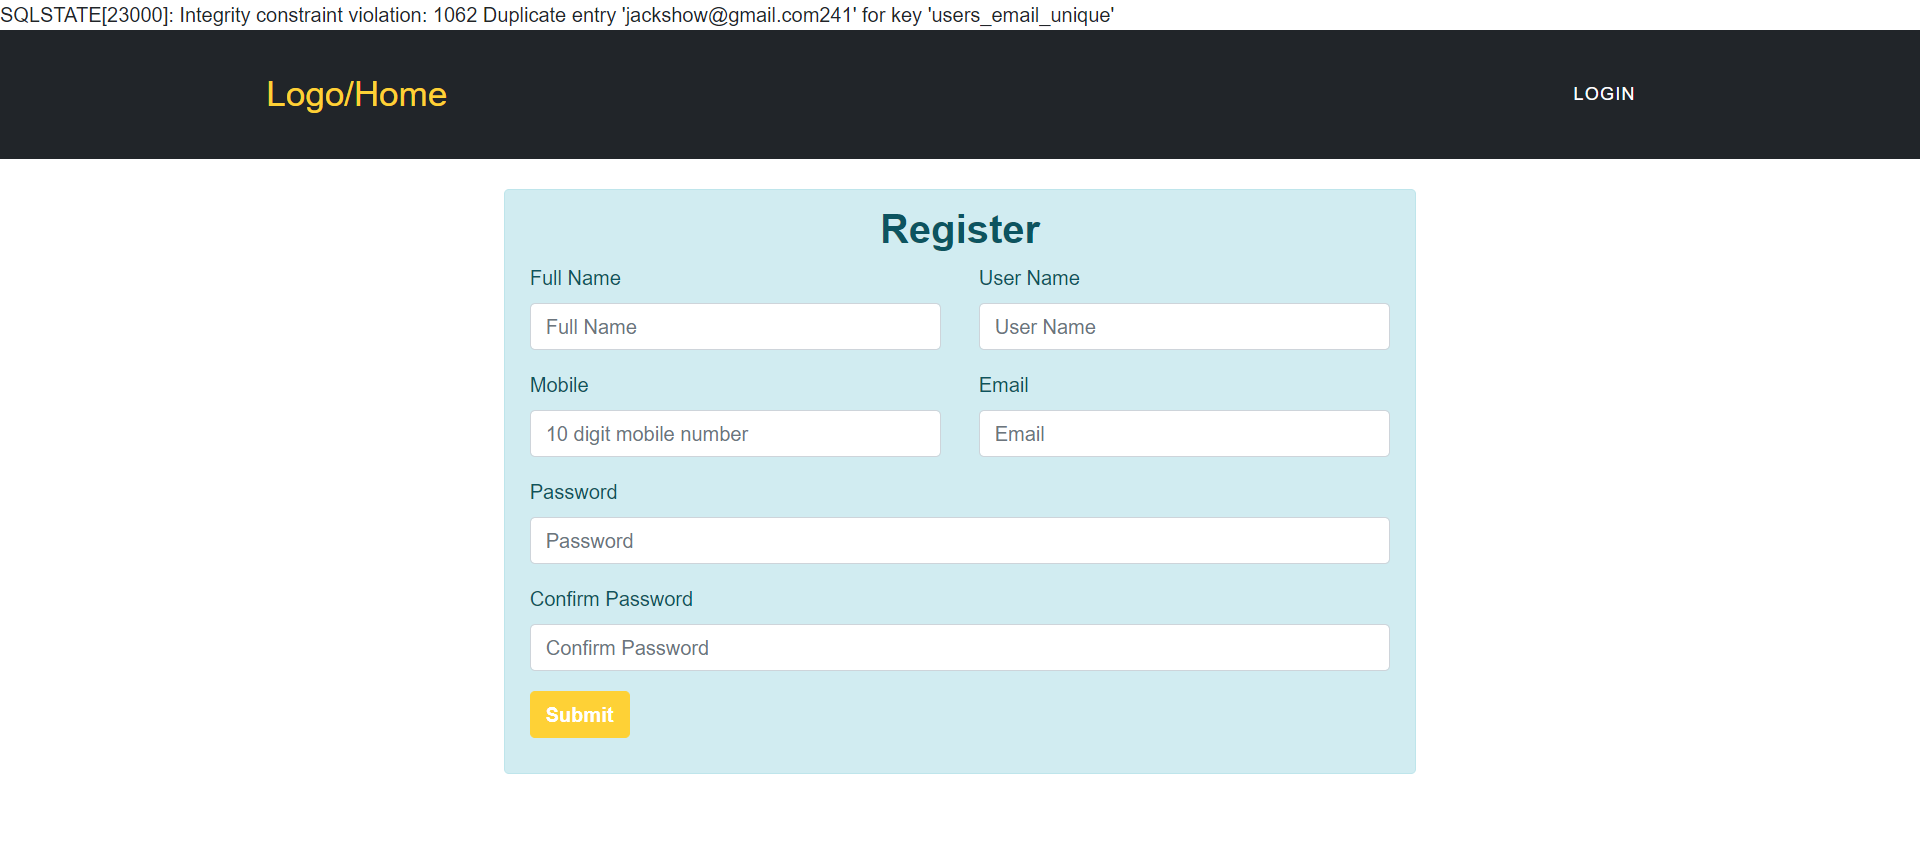 SQLSTATE[23000]: Integrity constraint violation: 1062 Duplicate entry 'jackshow@gmail.com241' for key 'users_email_unique'
Logo/Home
LOGIN
Register
Full Name
User Name
Full Name
User Name
Mobile
Email
10 digit mobile number
Email
Password
Password
Confirm Password
Confirm Password
Submit